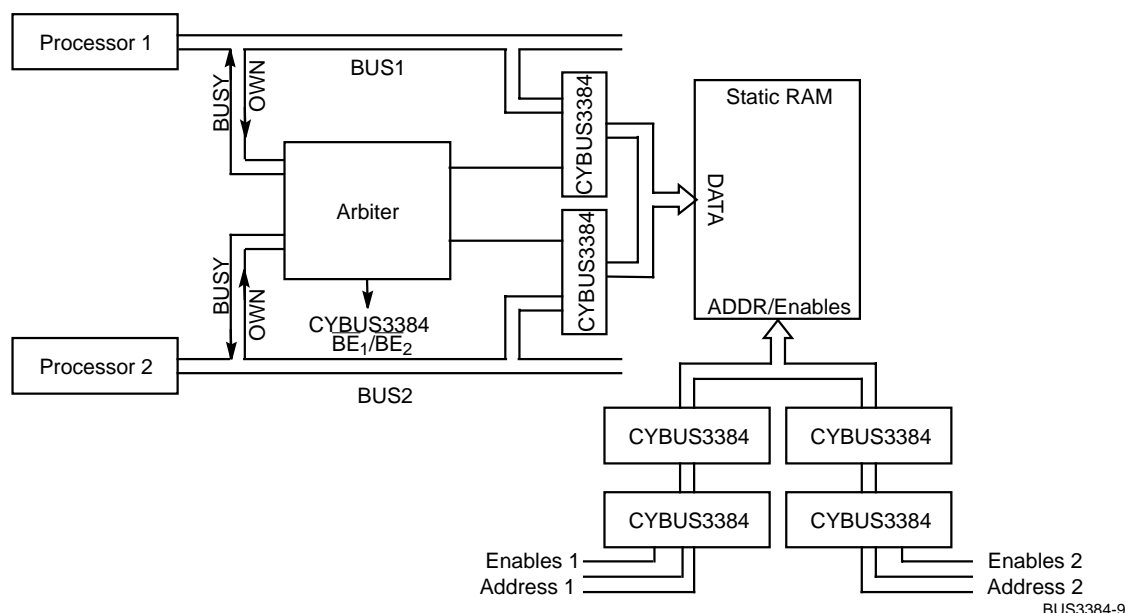 Processor 1
BUS1
BUSY
OWN
CYBUS3384
Static RAM
DATA
Arbiter
CYBUS3384
BUSY
OWN
CYBUS3384
BE1/BE2
ADDR/Enables
Processor 2
BUS2
CYBUS3384
CYBUS3384
CYBUS3384
CYBUS3384
Enables 1
Enables 2
Address 1
Address 2
BUS3384-9